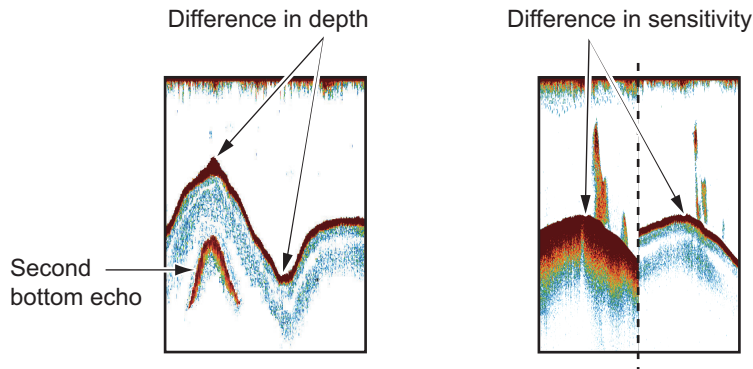 Difference in depth
Difference in sensitivity
Second
bottom echo